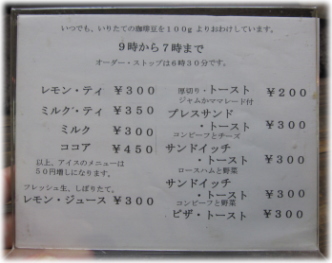 いつでも、いりたての珈琲豆を１００g よりおわけしています。
９時から７時まで
オーダー・ストップは６時３０分です。
レモン・ティ ￥３００
ミルク・ティ ￥３５０
ミルク ￥３００
ココア ￥４５０
以上、アイスのメニューは
５０円増しになります。
フレッシュ生、しぼりたて。
レモン・ジュース ￥３００
厚切り・トースト ￥２００
ジャムかママレード付
プレスサンド
・トースト ￥３００
コンビーフとチーズ
サンドイッチ
・トースト ￥３００
ロースハムと野菜
サンドイッチ
・トースト ￥３００
コンビーフと野菜
ピザ・トースト ￥３００